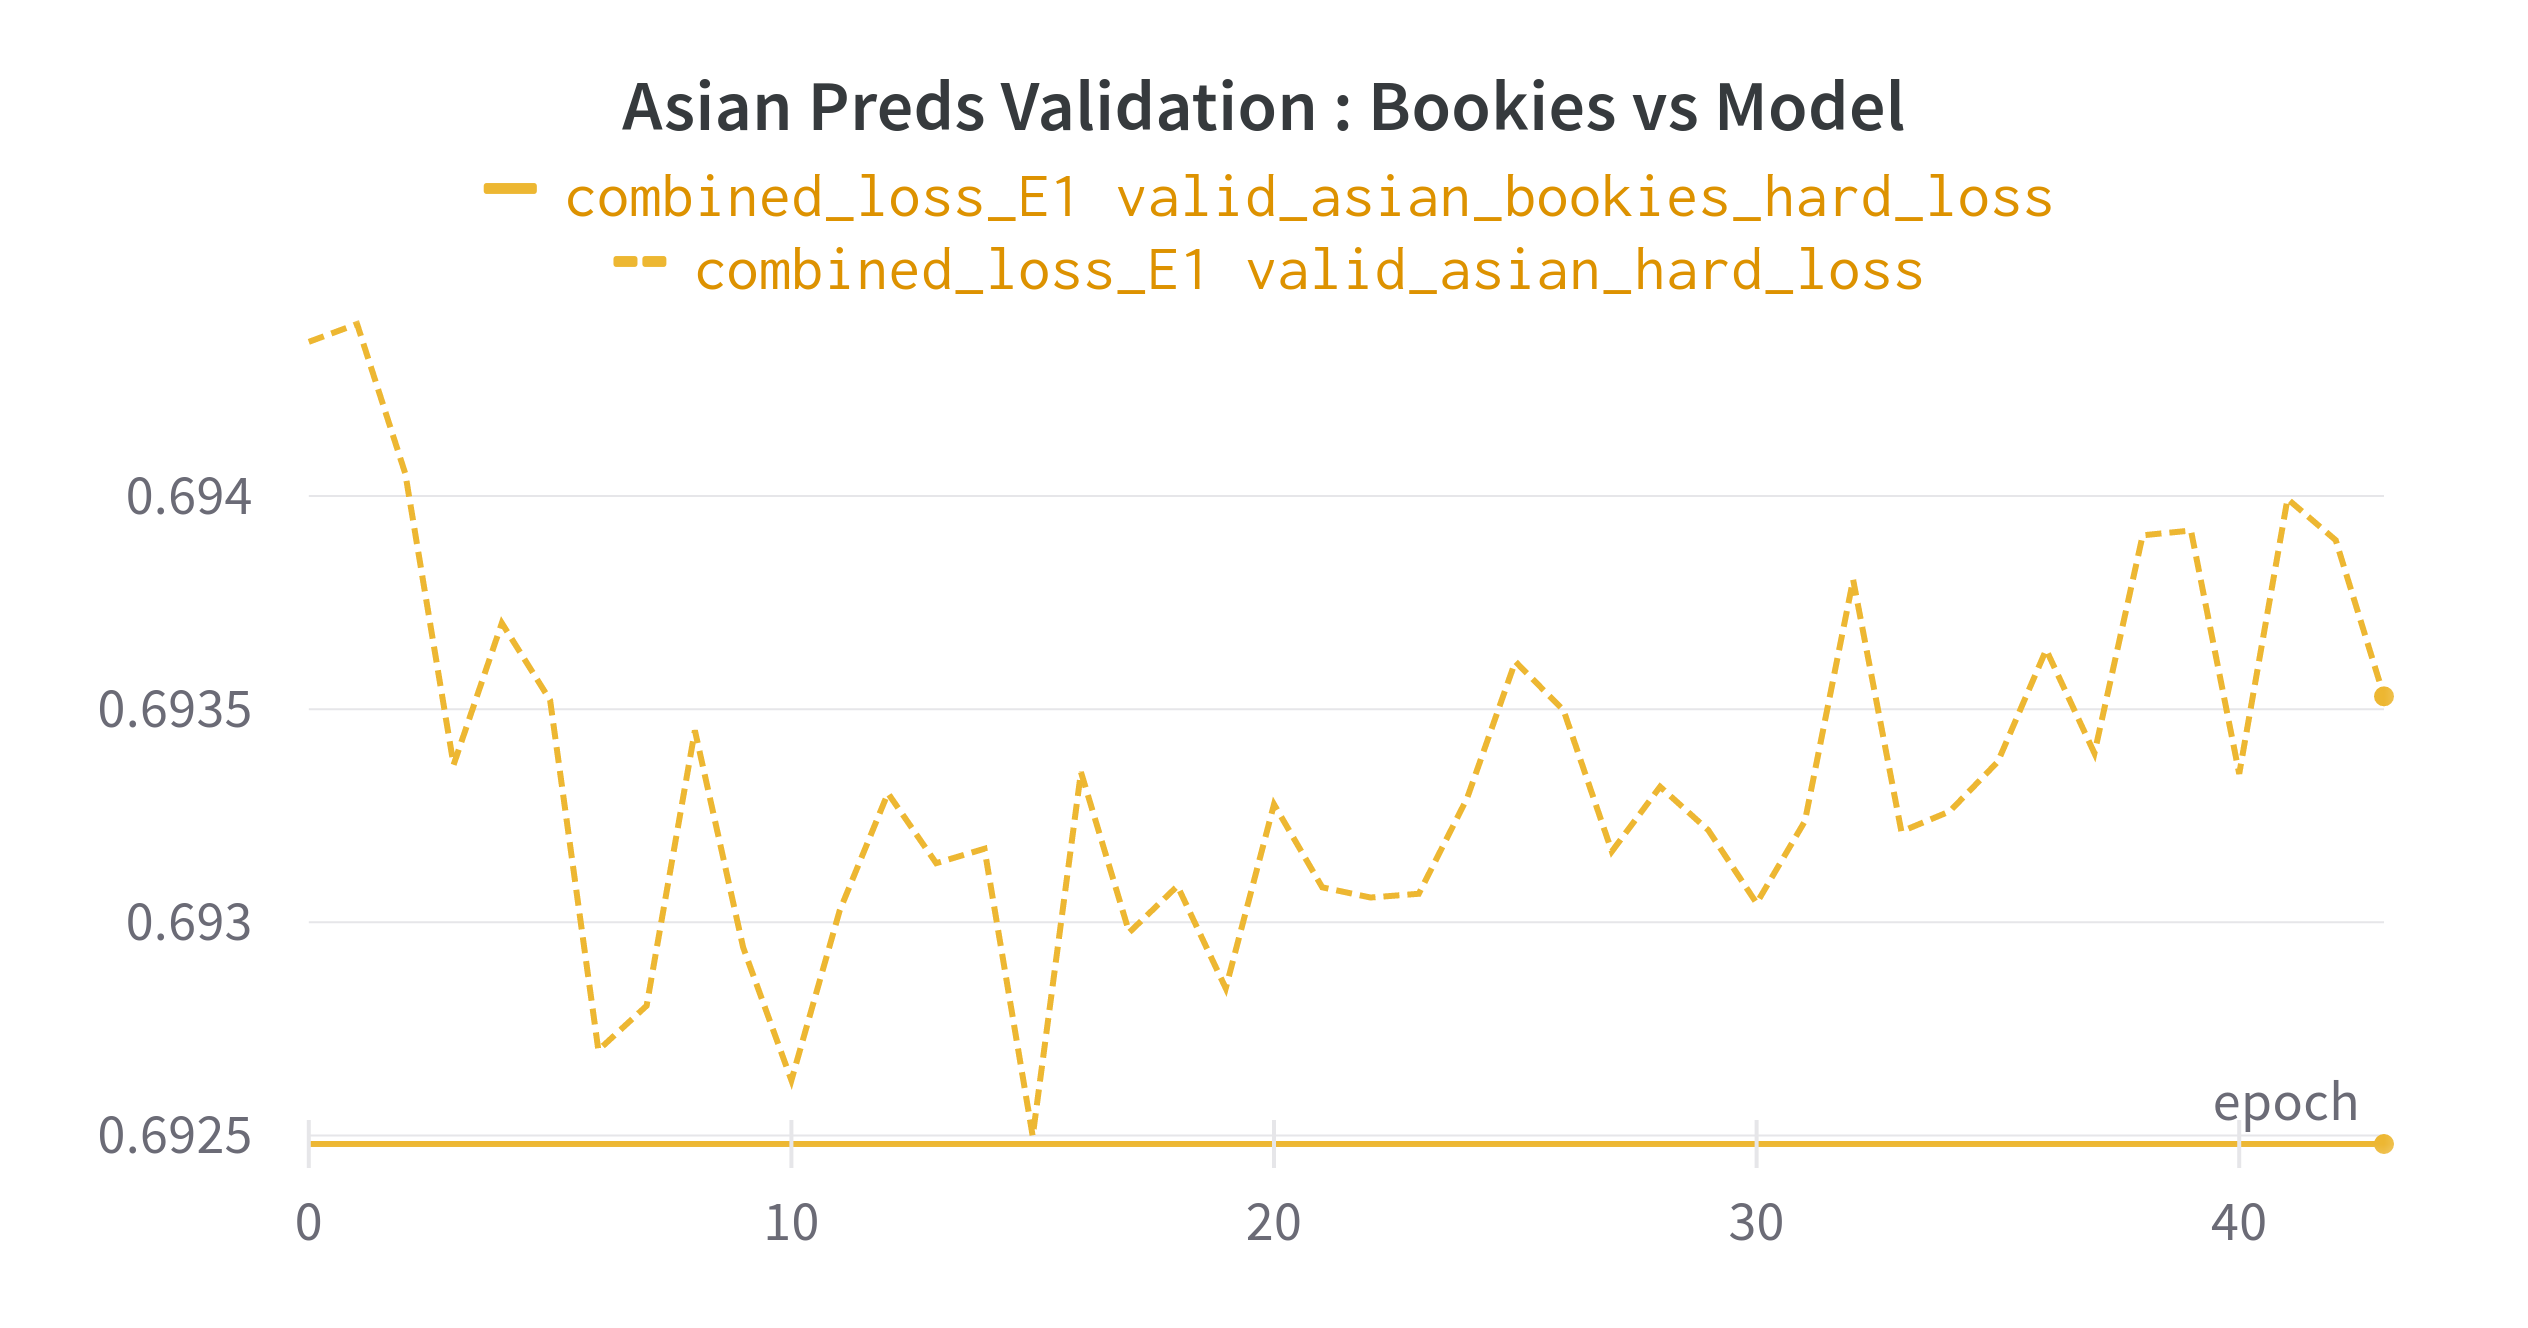 Asian Preds Validation : Bookies vs Model
combined_loss_E1 valid_asian_bookies_hard_loss
combined_loss_E1 valid_asian_hard_loss
0.694
0.6935
0.693
0.6925
epoch
0 10 20 30 40